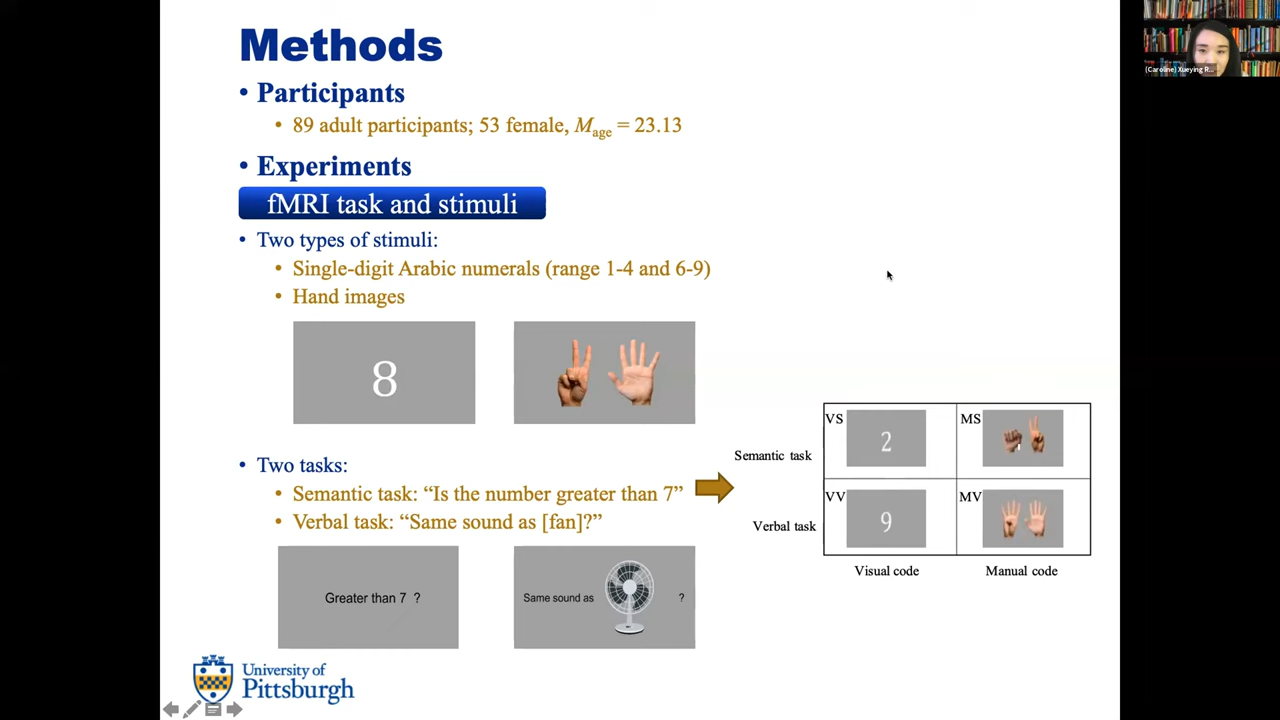 Methods
• Participants
• 89 adult participants; 53 female, Mage = 23.13
• Experiments
fMRI task and stimuli
• Two types of stimuli:
• Single-digit Arabic numerals (range 1-4 and 6-9)
• Hand images
8
• Two tasks:
• Semantic task: “Is the number greater than 7”
• Verbal task: “Same sound as [fan]?”
Greater than 7 ?
Same sound as ?
VS
2
MS
Semantic task
VV
9
MV
Verbal task
Visual code
Manual code
University of
Pittsburgh
(Caroline) Xueying R...